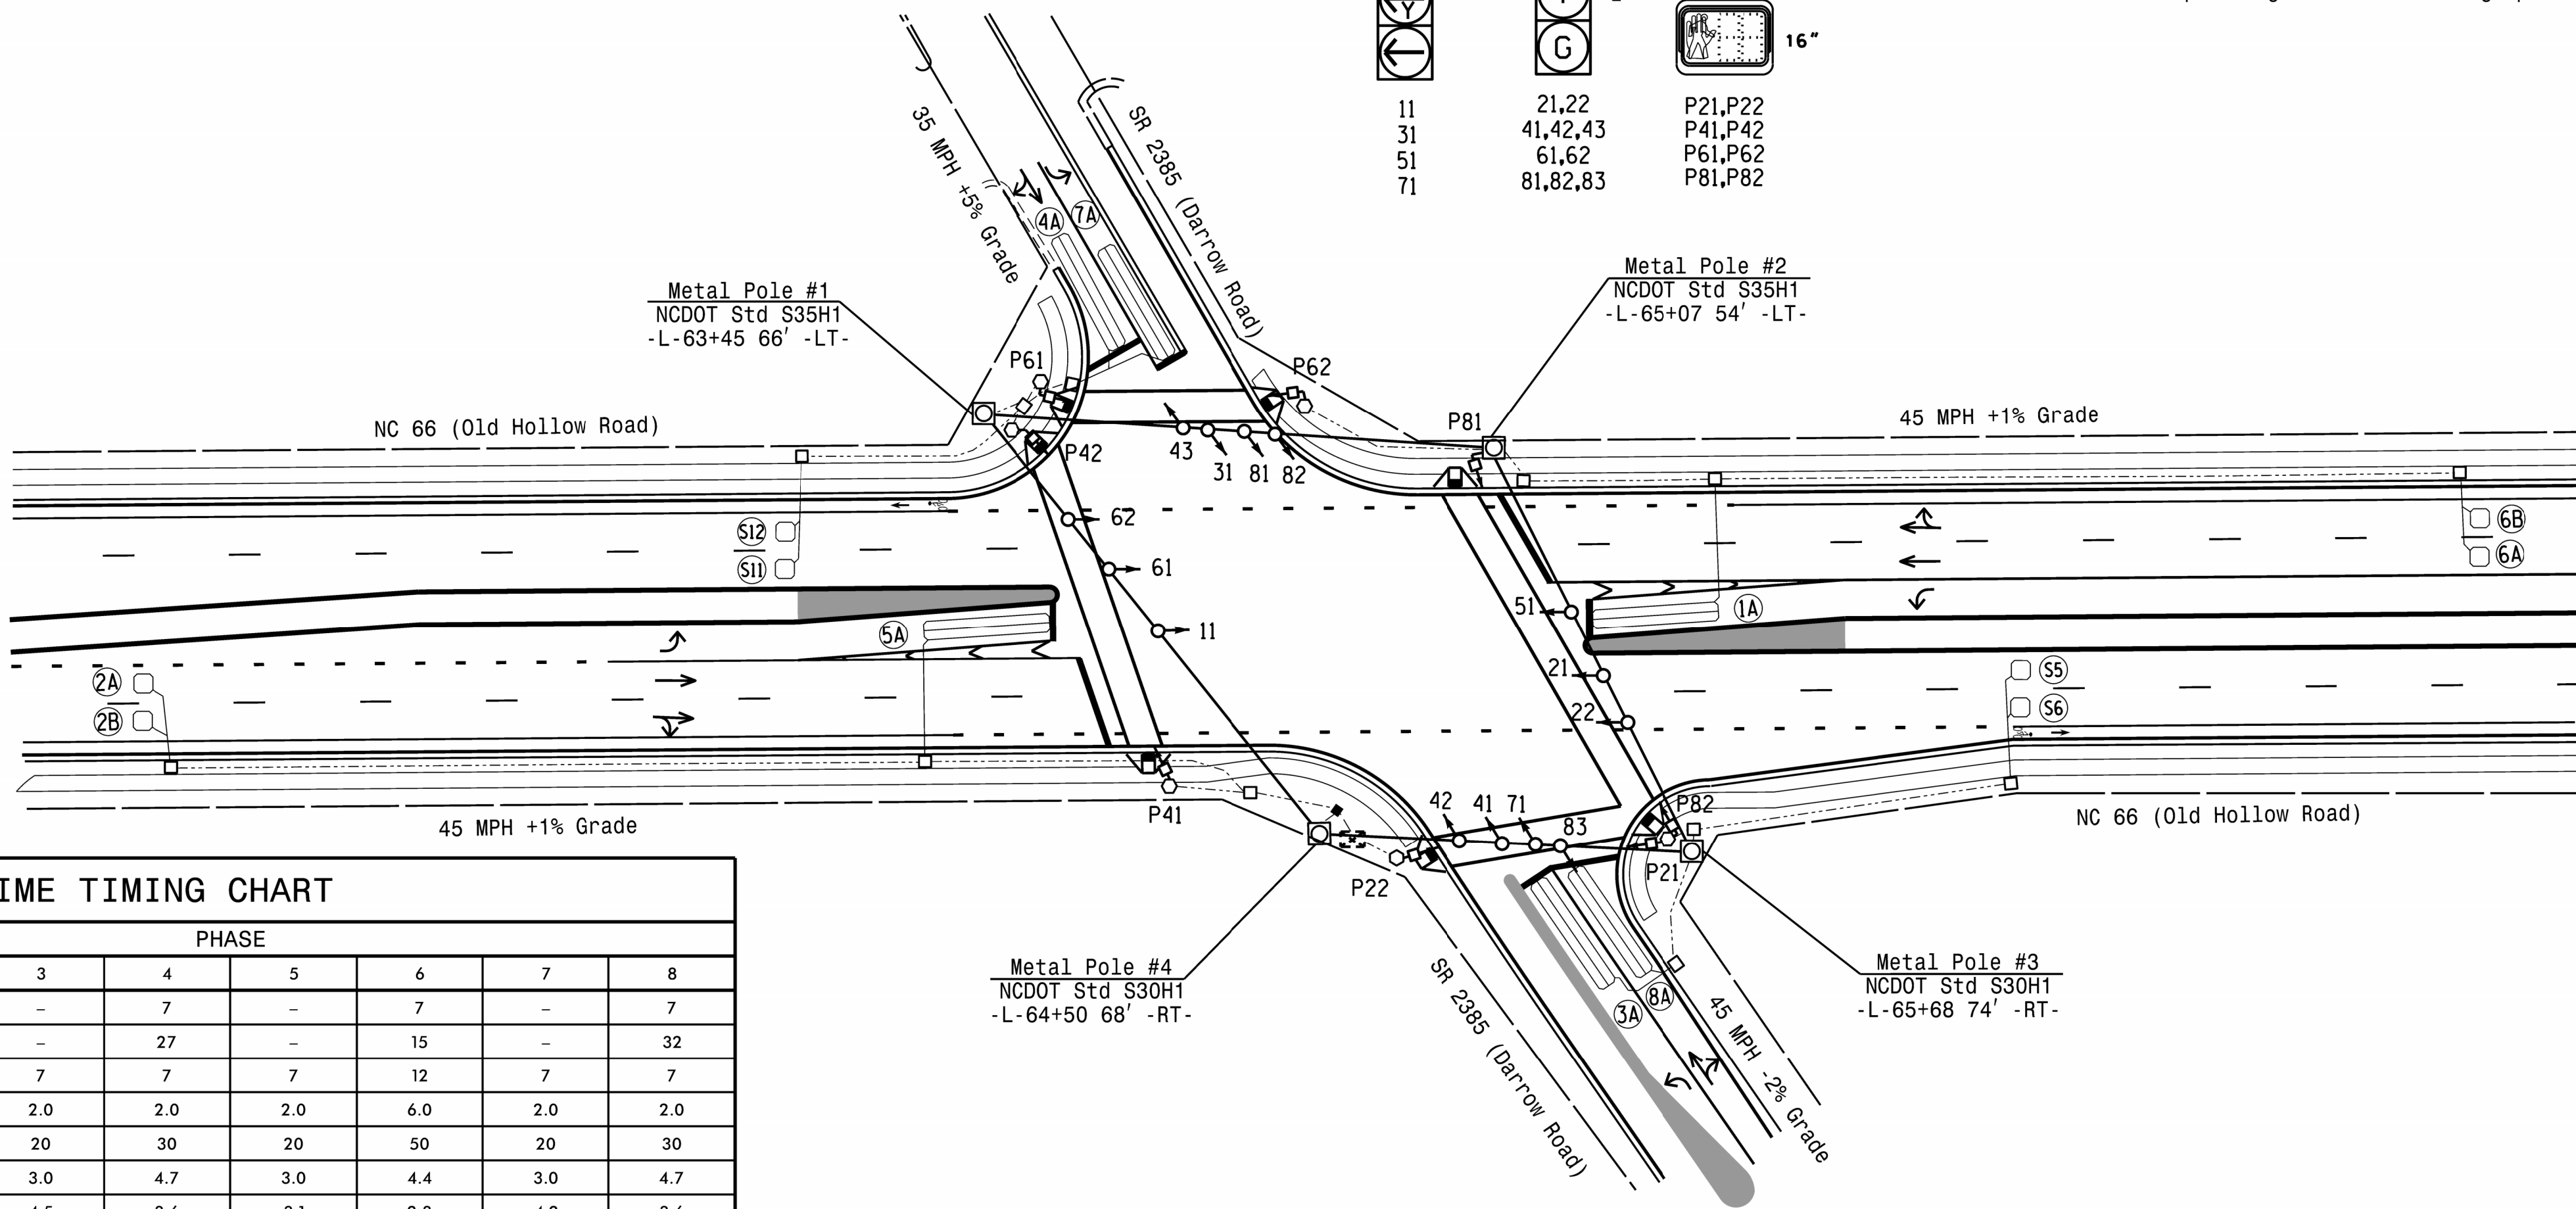 Y
G
16"
11
31
51
71
21,22
41,42,43
61,62
81,82,83
P21,P22
P41,P42
P61,P62
P81,P82
35 MPH +5% Grade
SR 2385 (Darrow Road)
4A
7A
Metal Pole #1
NCDOT Std S35H1
-L-63+45 66' -LT-
Metal Pole #2
NCDOT Std S35H1
-L-65+07 54' -LT-
P61
P62
P81
P42
43
31
81
82
NC 66 (Old Hollow Road)
45 MPH +1% Grade
S12
S11
62
61
11
6B
6A
51
1A
5A
21
22
2A
2B
S5
S6
P41
42
41
71
83
P82
P22
P21
45 MPH +1% Grade
NC 66 (Old Hollow Road)
Metal Pole #4
NCDOT Std S30H1
-L-64+50 68' -RT-
Metal Pole #3
NCDOT Std S30H1
-L-65+68 74' -RT-
3A
8A
SR 2385 (Darrow Road)
45 MPH -2% Grade
IME TIMING CHART
PHASE
3 4 5 6 7 8
– 7 – 7 – 7
– 27 – 15 – 32
7 7 7 12 7 7
2.0 2.0 2.0 6.0 2.0 2.0
20 30 20 50 20 30
3.0 4.7 3.0 4.4 3.0 4.7